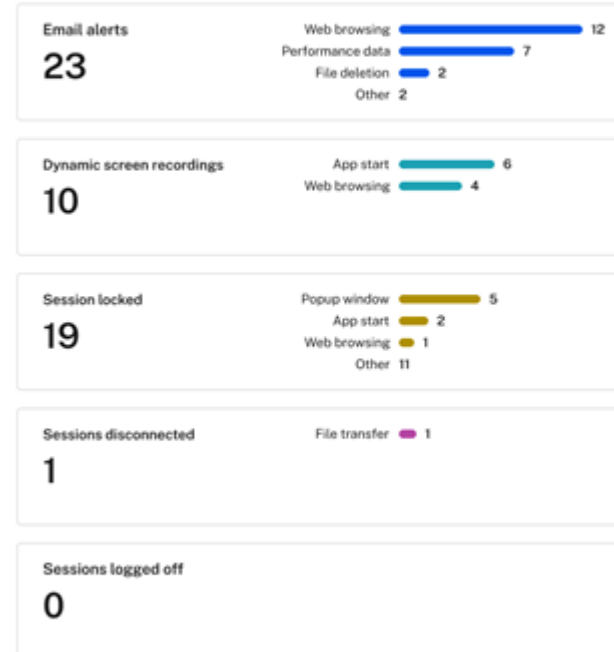 Email alerts
23
Web browsing 12
Performance data 7
File deletion 2
Other 2
Dynamic screen recordings
10
App start 6
Web browsing 4
Session locked
19
Popup window 5
App start 2
Web browsing 1
Other 11
Sessions disconnected
1
File transfer 1
Sessions logged off
0